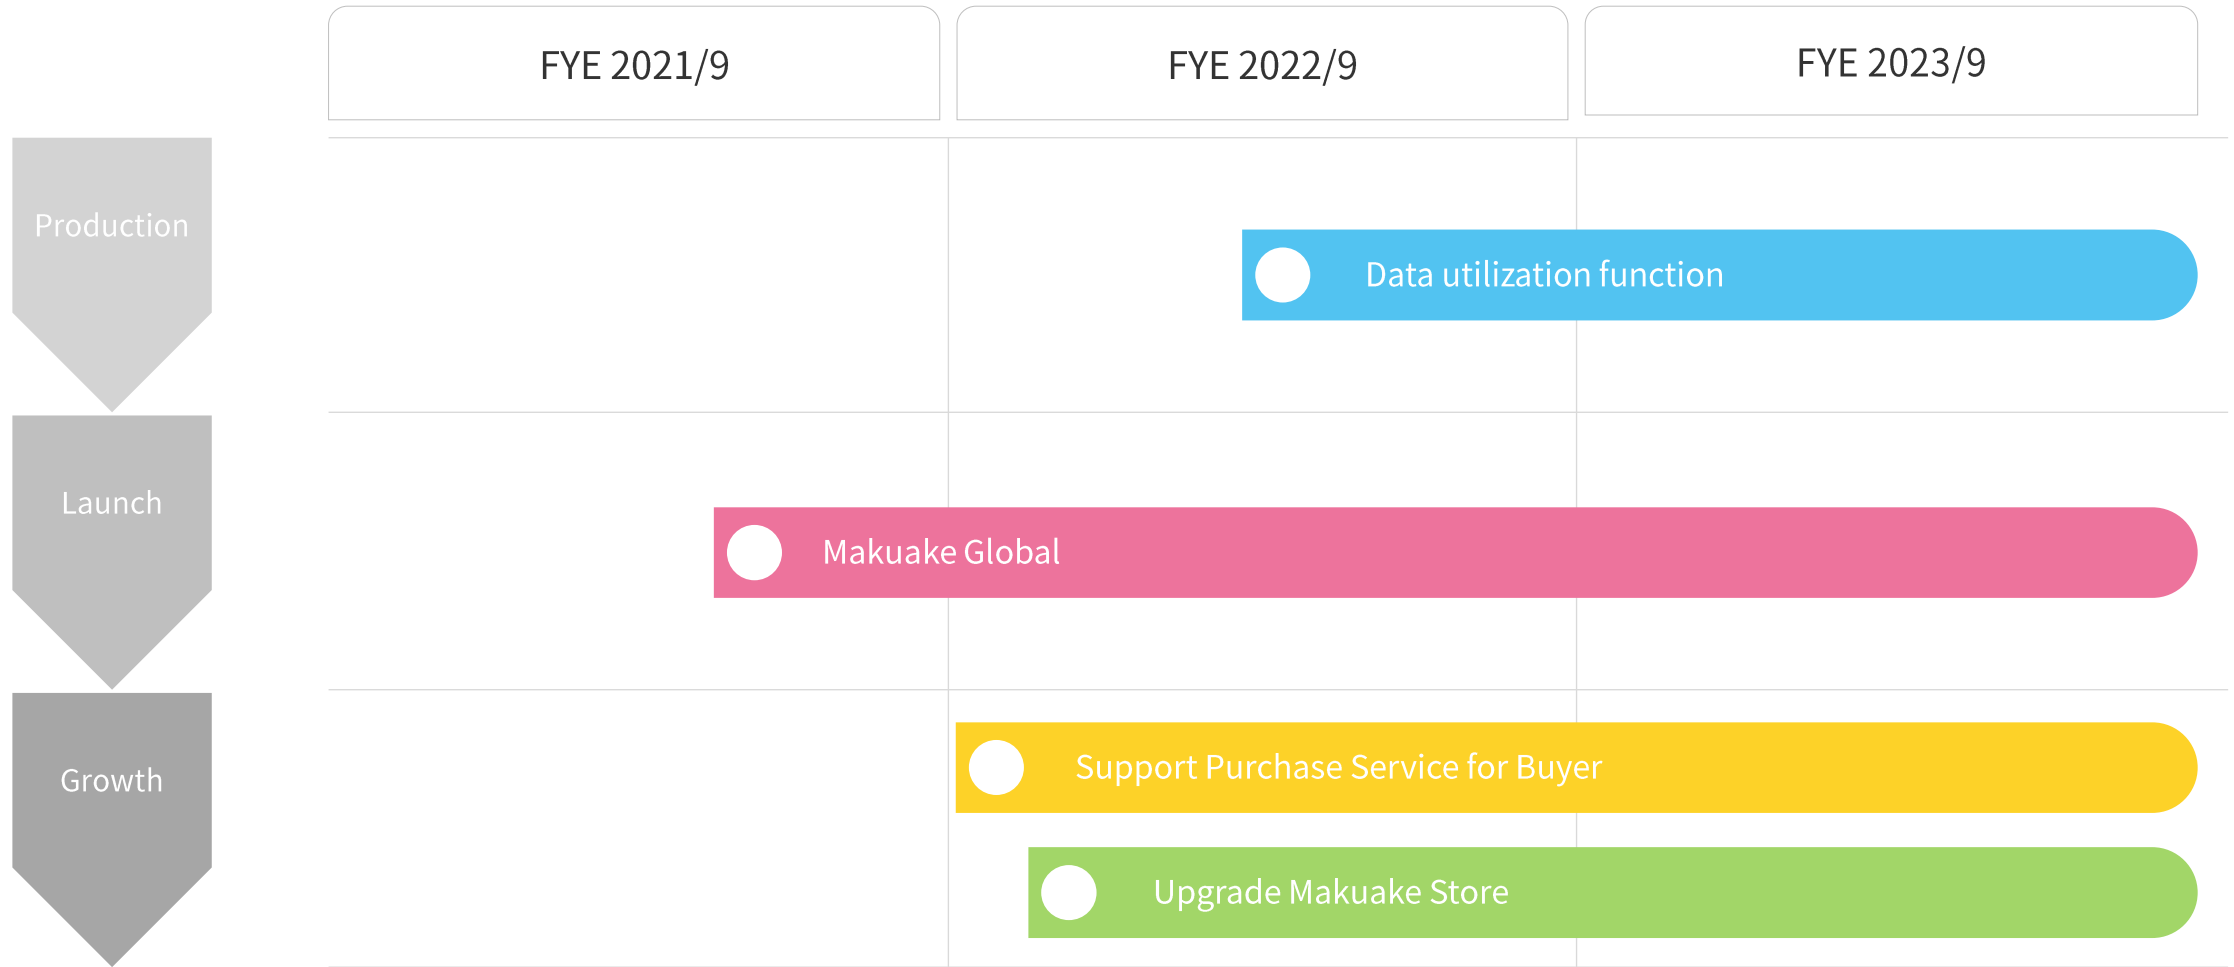 FYE 2021/9
FYE 2022/9
FYE 2023/9
Production
Data utilization function
Launch
Makuake Global
Growth
Support Purchase Service for Buyer
Upgrade Makuake Store